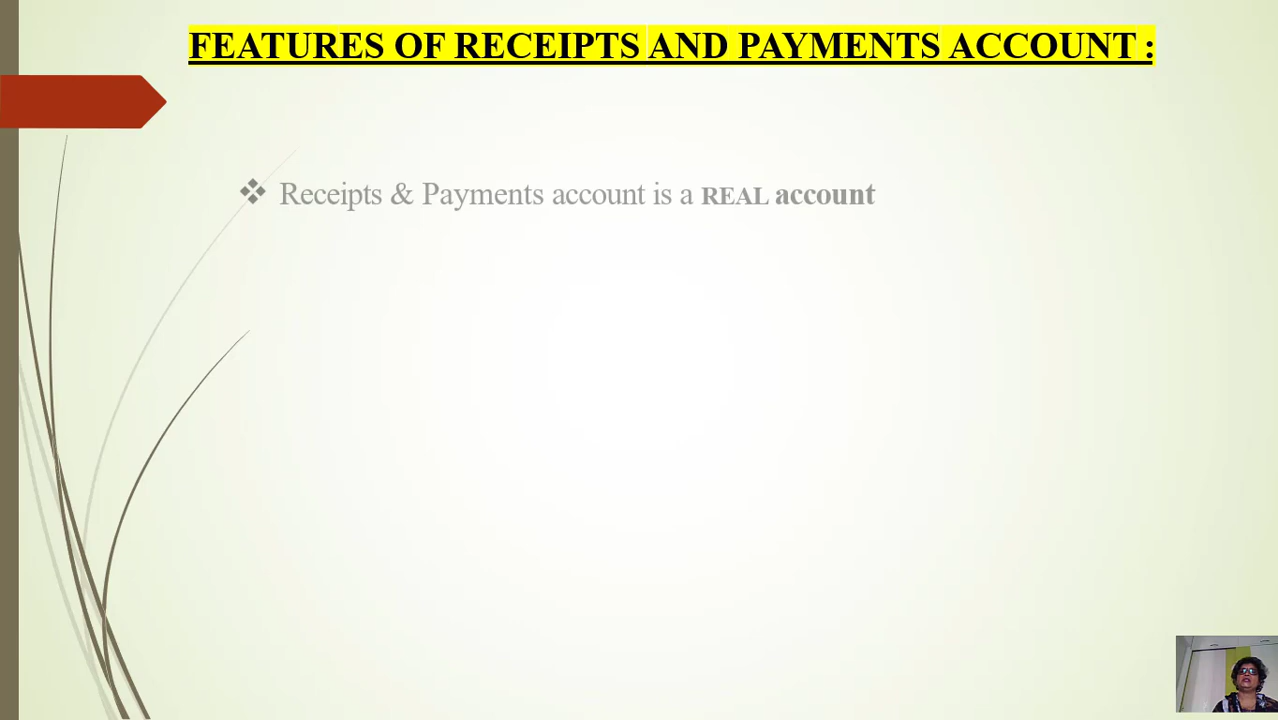 FEATURES OF RECEIPTS AND PAYMENTS ACCOUNT :
❖ Receipts & Payments account is a REAL account